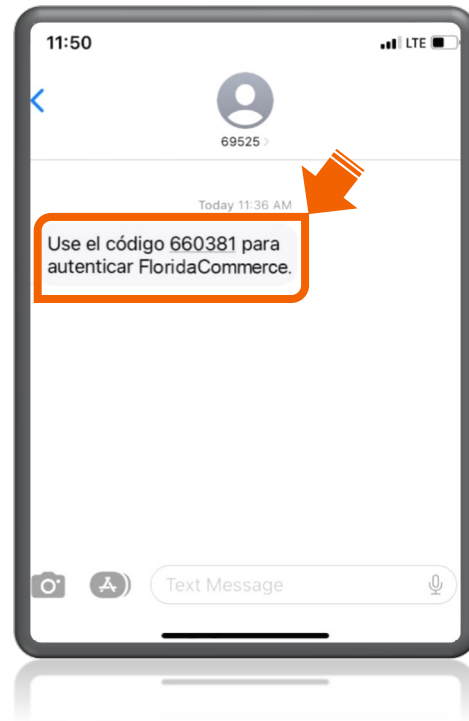 11:50
LTE
69525
Today 11:36 AM
Use el código 660381 para
autenticar FloridaCommerce.
Text Message